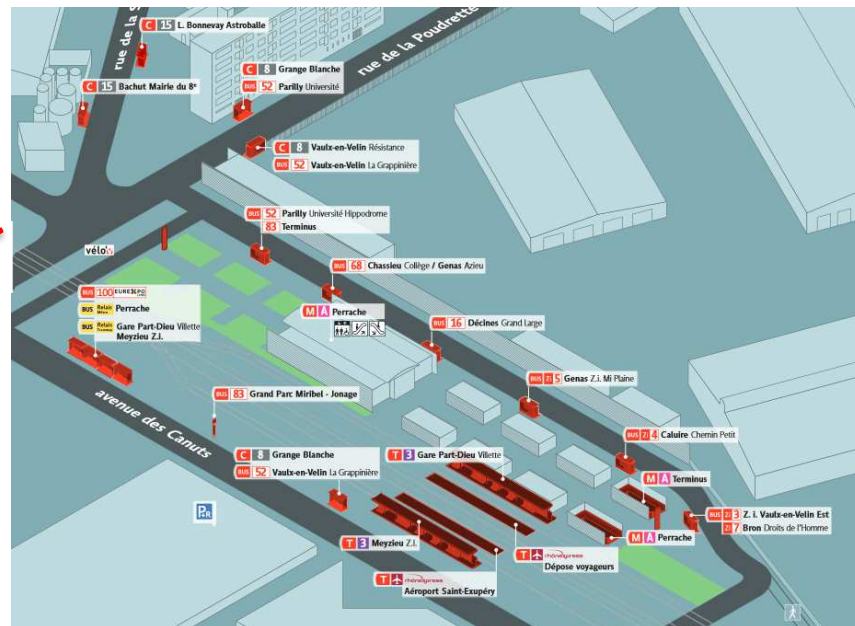 rue de la
C 15 L. Bonnevay Astroballe
C 15 Bachut Mairie du 8e
C 8 Grange Blanche
BUS 52 Parilly Université
rue de la Poudrette
C 8 Vaulx-en-Velin Résistance
BUS 52 Vaulx-en-Velin La Grappinière
BUS 52 Parilly Université Hippodrome
83 Terminus
vélo'v
BUS 68 Chassieu Collège / Genas Azieu
BUS 100 EUREXPO
BUS Relais Perrache
BUS Relais Gare Part-Dieu Villette
Meyzieu Z.I.
M A Perrache
BUS 16 Décines Grand Large
BUS Zi 5 Genas Z.i. Mi Plaine
avenue des Canuts
BUS 83 Grand Parc Miribel - Jonage
BUS Zi 4 Caluire Chemin Petit
C 8 Grange Blanche
BUS 52 Vaulx-en-Velin La Grappinière
T 3 Gare Part-Dieu Villette
M A Terminus
P+R
BUS Zi 3 Z. i. Vaulx-en-Velin Est
Zi 7 Bron Droits de l'Homme
T 3 Meyzieu Z.I.
M A Perrache
T rhônexpress
Dépose voyageurs
T rhônexpress
Aéroport Saint-Exupéry